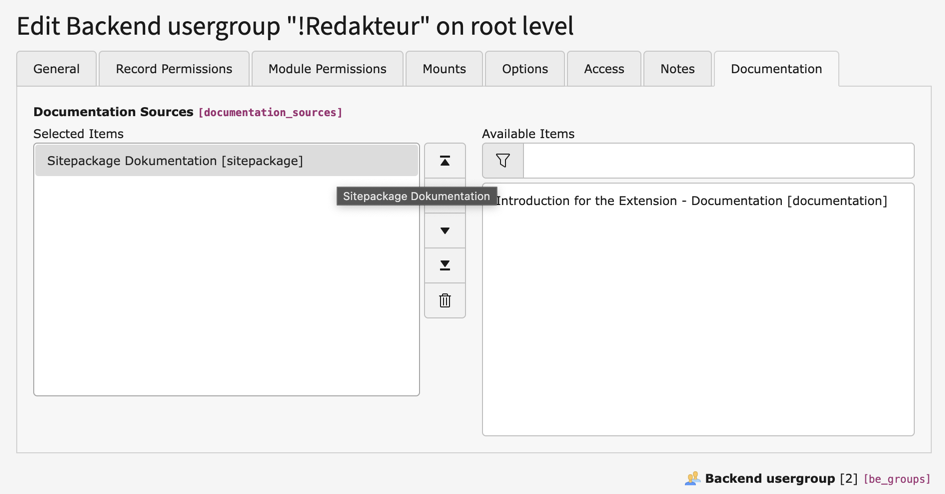 Edit Backend usergroup "!Redakteur" on root level
General
Record Permissions
Module Permissions
Mounts
Options
Access
Notes
Documentation
Documentation Sources [documentation_sources]
Selected Items
Available Items
Sitepackage Dokumentation [sitepackage]
Sitepackage Dokumentation
Introduction for the Extension - Documentation [documentation]
Backend usergroup [2] [be_groups]